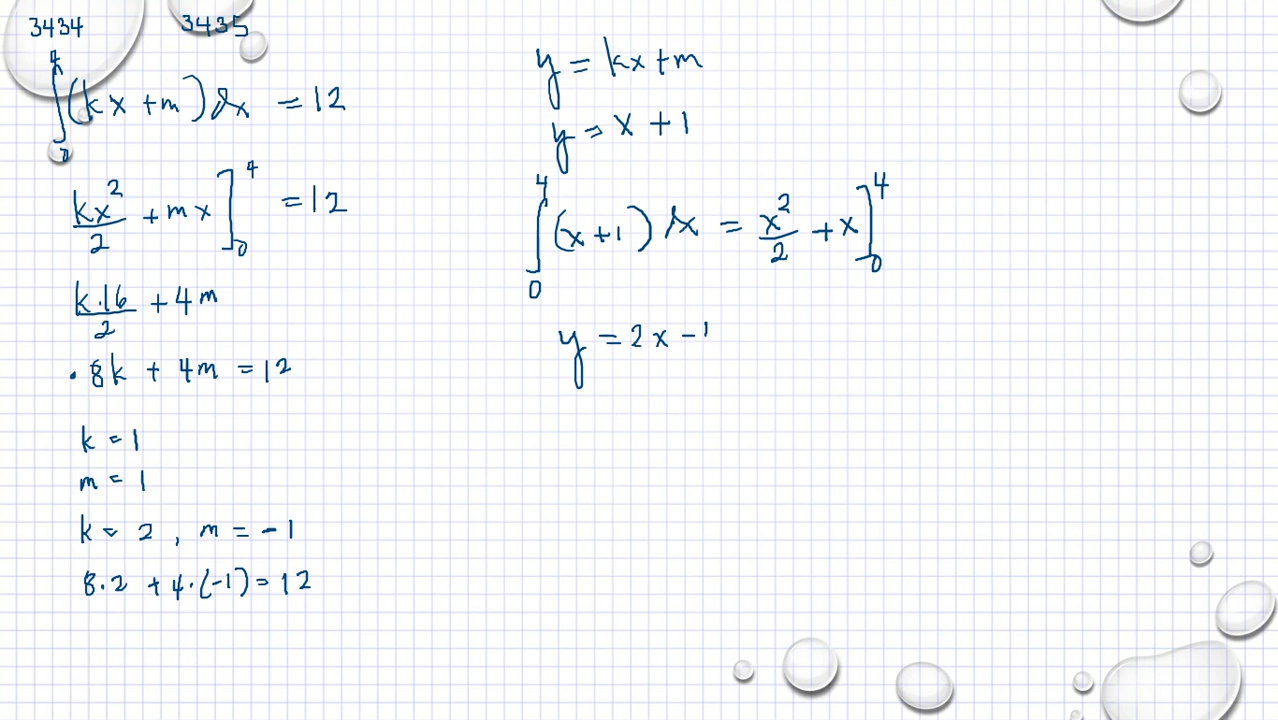 3434 3435
∫₀⁴ (kx + m) dx = 12
kx²/2 + mx ]₀⁴ = 12
k·16/2 + 4m
· 8k + 4m = 12
k = 1
m = 1
k = 2, m = -1
8·2 + 4·(-1) = 12
y = kx + m
y = x + 1
∫₀⁴ (x + 1) dx = x²/2 + x ]₀⁴
y = 2x - 1